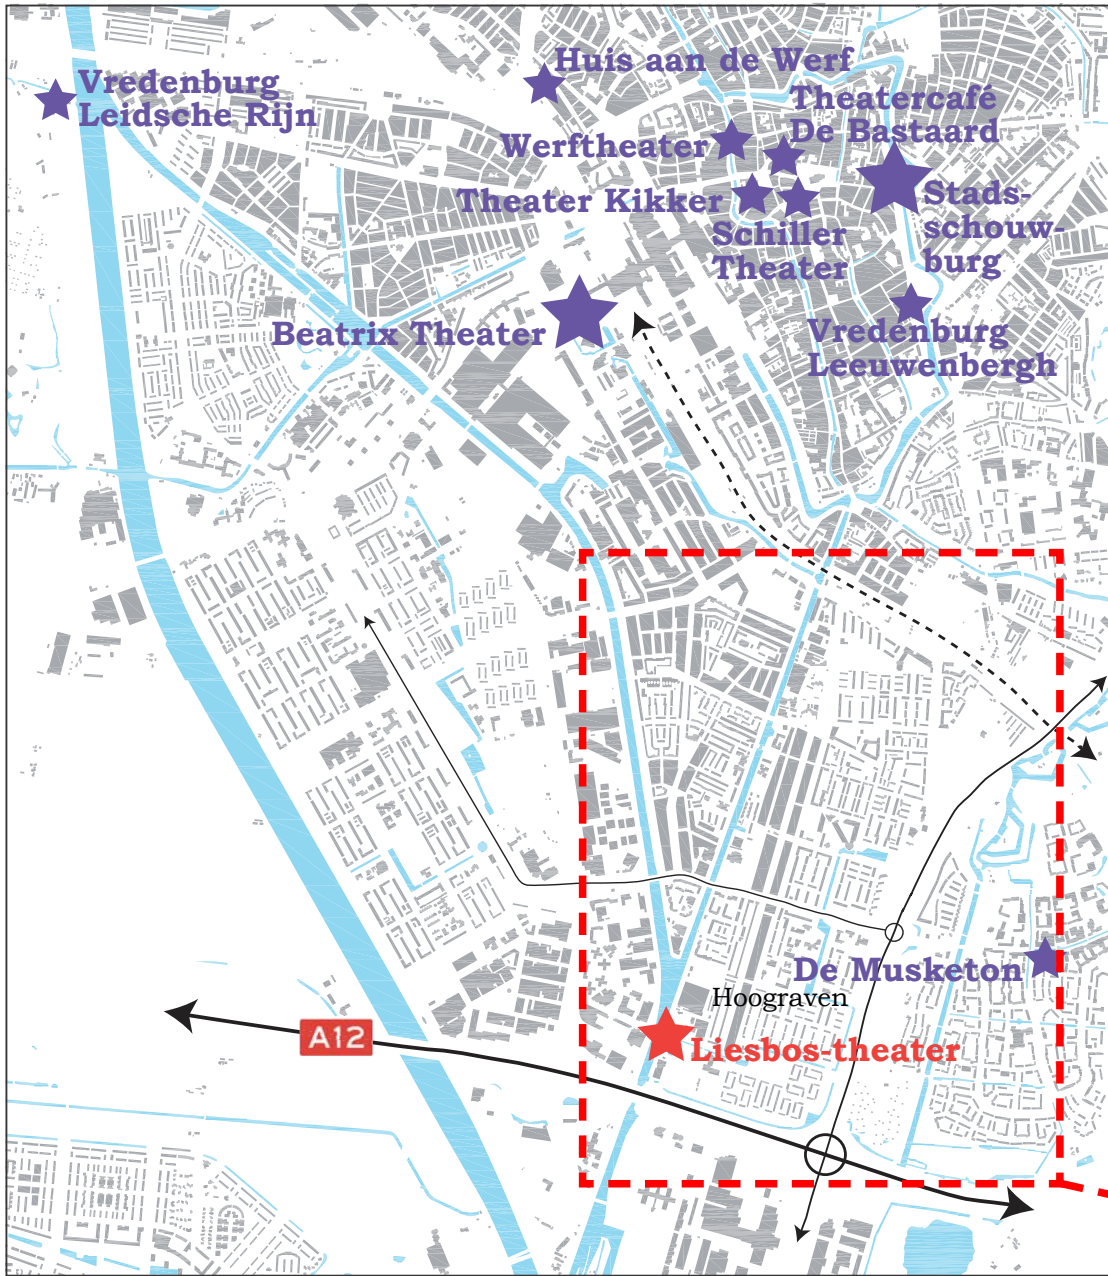 Huis aan de Werf
Vredenburg
Leidsche Rijn
Theatercafé
De Bastaard
Werftheater
Theater Kikker
Stads-
schouw-
burg
Schiller
Theater
Beatrix Theater
Vredenburg
Leeuwenbergh
De Musketon
Hoograven
A12
Liesbos-theater